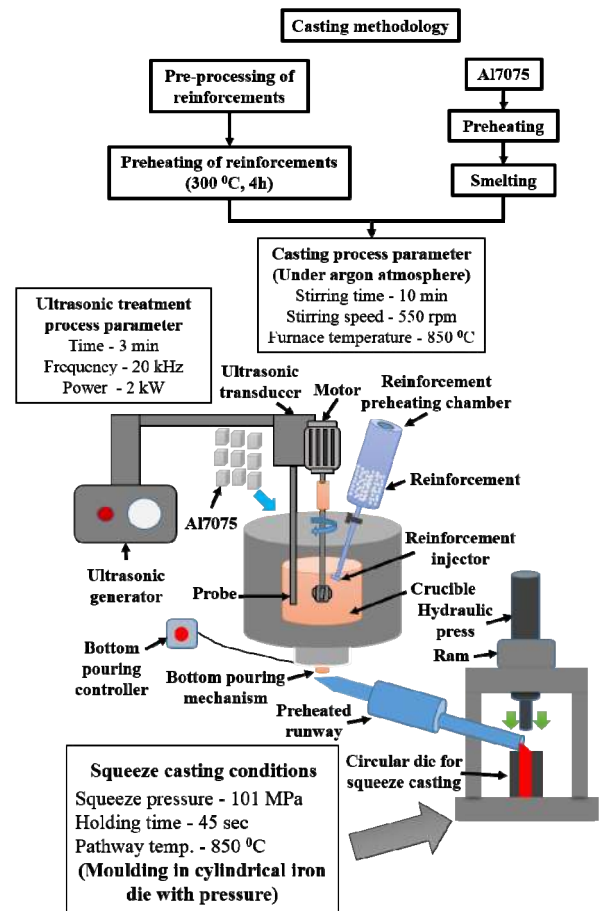 Casting methodology
Pre-processing of
reinforcements
Al7075
Preheating
Preheating of reinforcements
(300 ⁰C, 4h)
Smelting
Casting process parameter
(Under argon atmosphere)
Stirring time - 10 min
Stirring speed - 550 rpm
Furnace temperature - 850 ⁰C
Ultrasonic treatment
process parameter
Time - 3 min
Frequency - 20 kHz
Power - 2 kW
Ultrasonic
transducer
Motor
Reinforcement
preheating chamber
Reinforcement
Al7075
Ultrasonic
generator
Probe
Reinforcement
injector
Crucible
Hydraulic
press
Ram
Bottom
pouring
controller
Bottom pouring
mechanism
Preheated
runway
Circular die for
squeeze casting
Squeeze casting conditions
Squeeze pressure - 101 MPa
Holding time - 45 sec
Pathway temp. - 850 ⁰C
(Moulding in cylindrical iron
die with pressure)